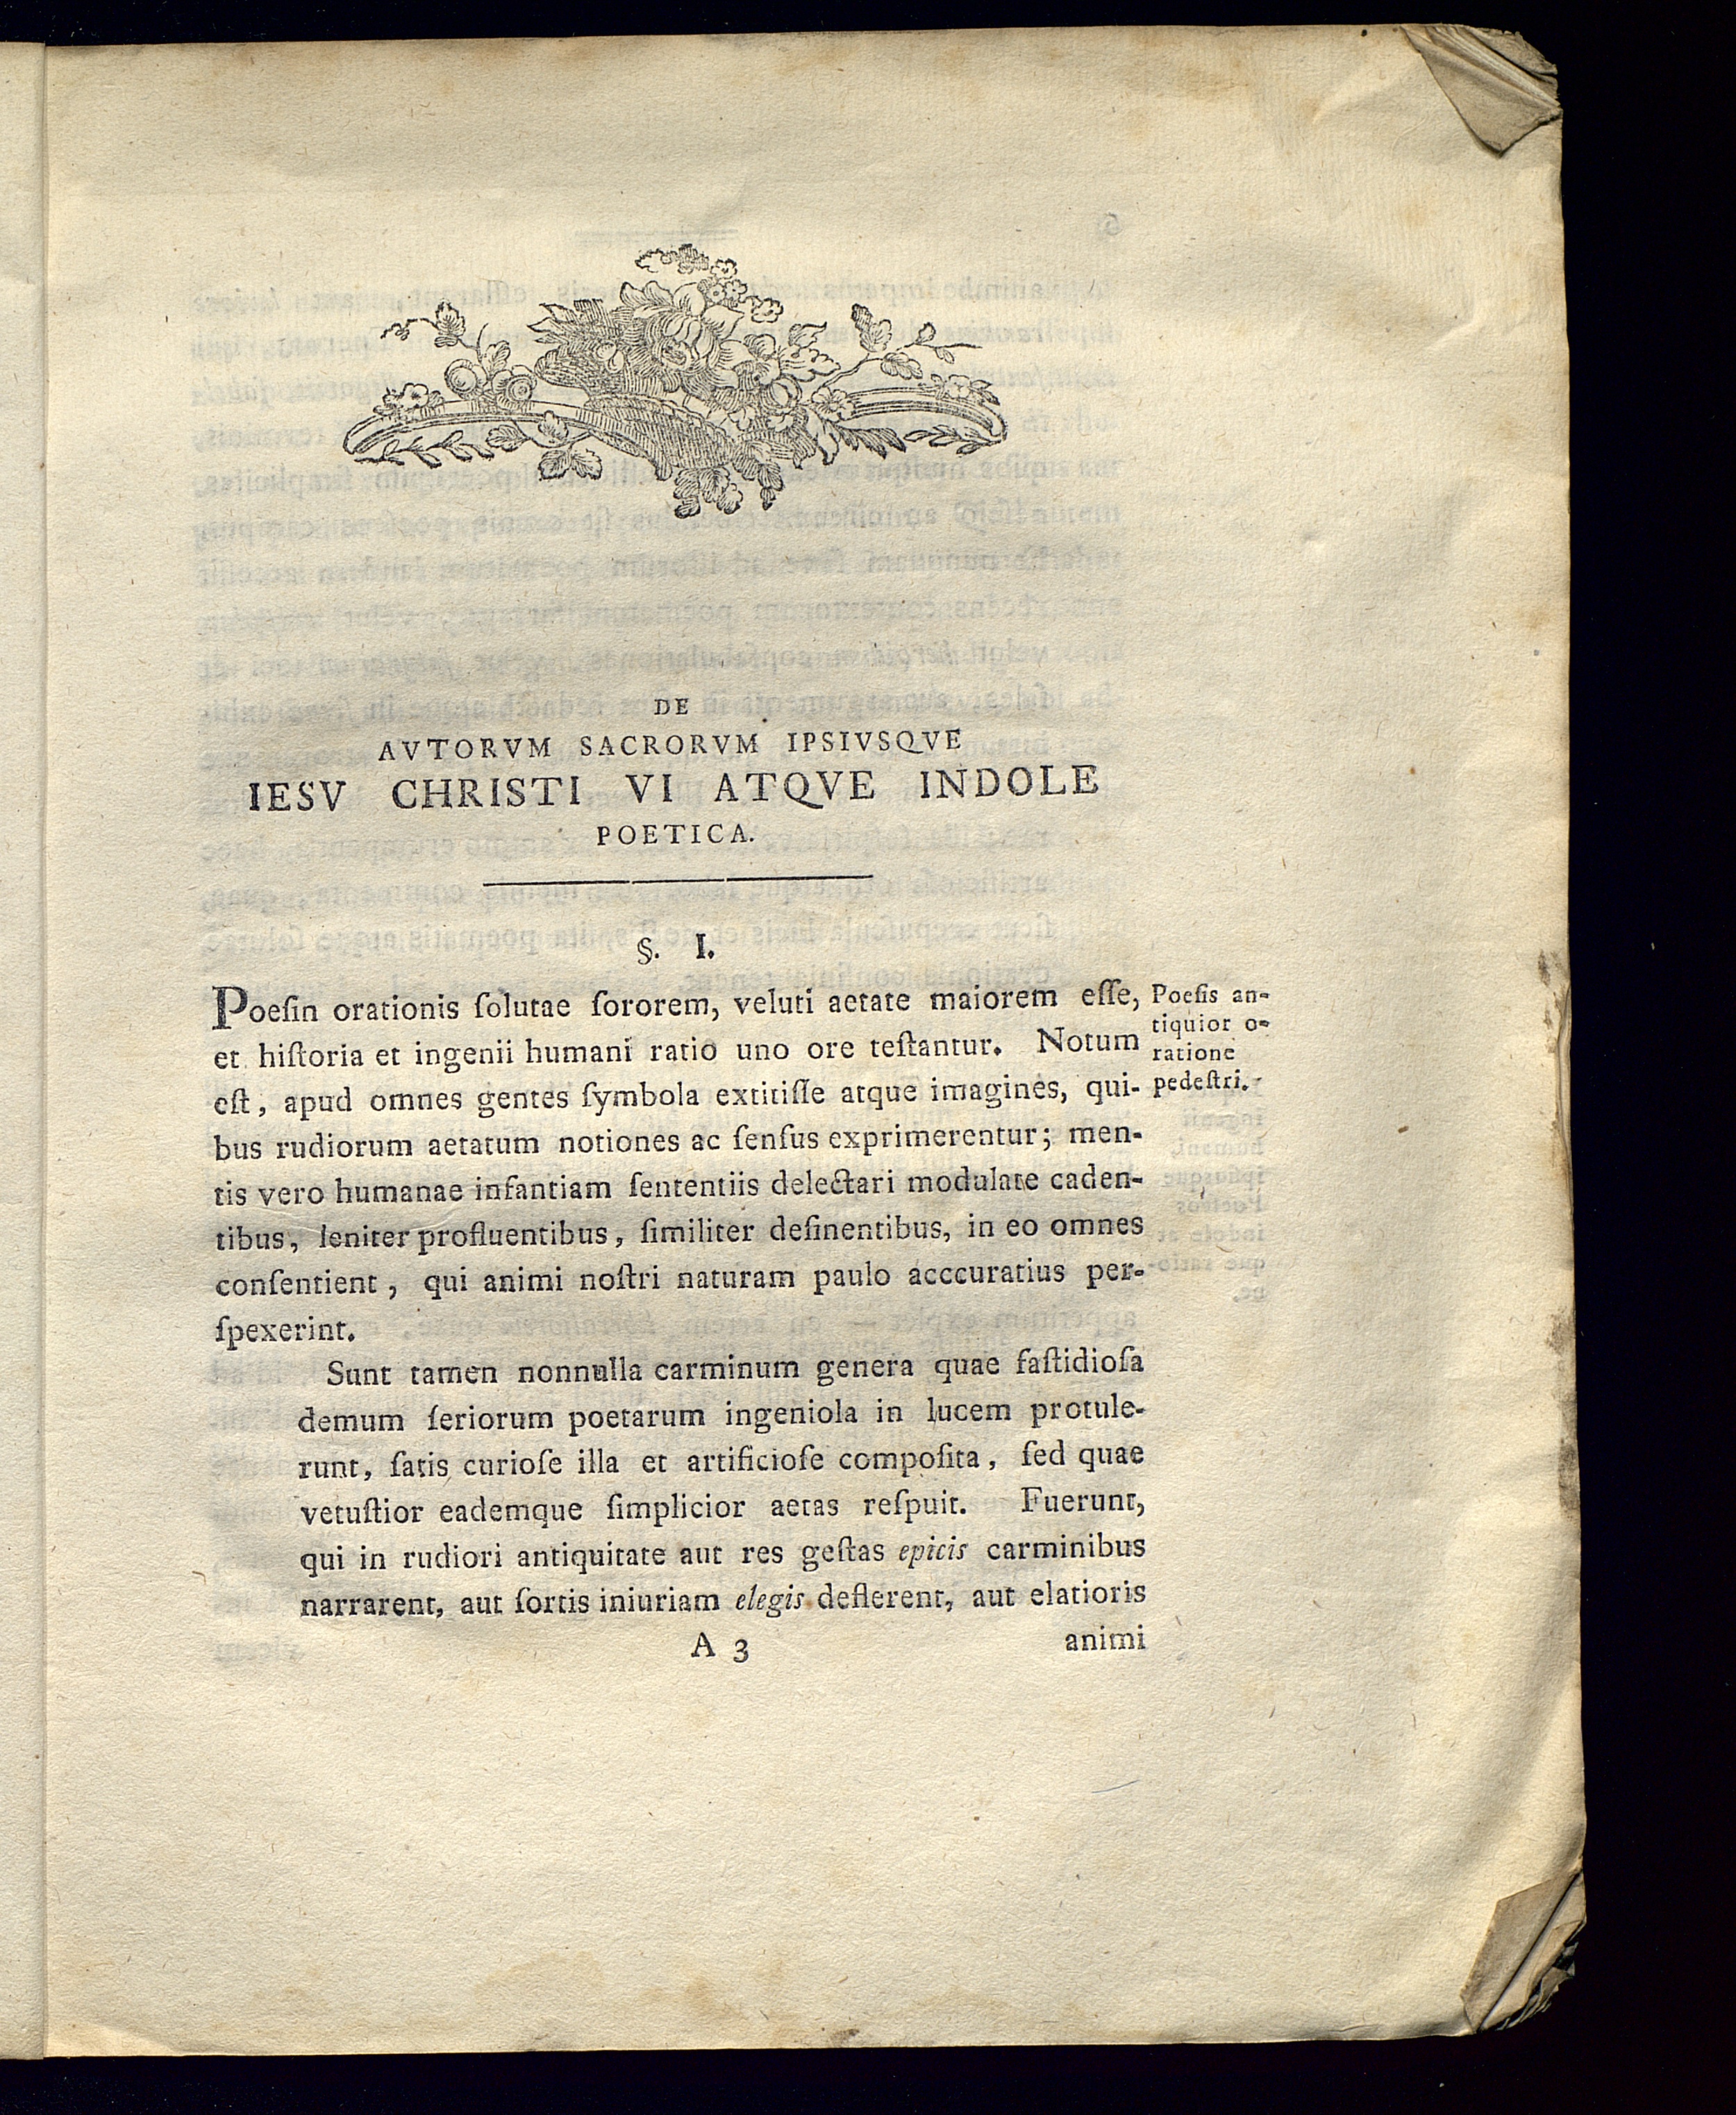 DE
AVTORVM SACRORVM IPSIVSQVE
IESV CHRISTI VI ATQVE INDOLE
POETICA.
§. I.
Poeſin orationis ſolutae ſororem, veluti aetate maiorem eſſe,
et hiſtoria et ingenii humani ratio uno ore teſtantur. Notum
eſt, apud omnes gentes ſymbola extitiſſe atque imagines, qui-
bus rudiorum aetatum notiones ac ſenſus exprimerentur; men-
tis vero humanae infantiam ſententiis delectari modulate caden-
tibus, leniter profluentibus, ſimiliter deſinentibus, in eo omnes
conſentient, qui animi noſtri naturam paulo acccuratius per-
ſpexerint.
Poeſis an-
tiquior o-
ratione
pedeſtri.
Sunt tamen nonnulla carminum genera quae faſtidioſa
demum ſeriorum poetarum ingeniola in lucem protule-
runt, ſatis curioſe illa et artificioſe compoſita, ſed quae
vetuſtior eademque ſimplicior aetas reſpuit. Fuerunt,
qui in rudiori antiquitate aut res geſtas epicis carminibus
narrarent, aut ſortis iniuriam elegis deflerent, aut elatioris
A 3 animi